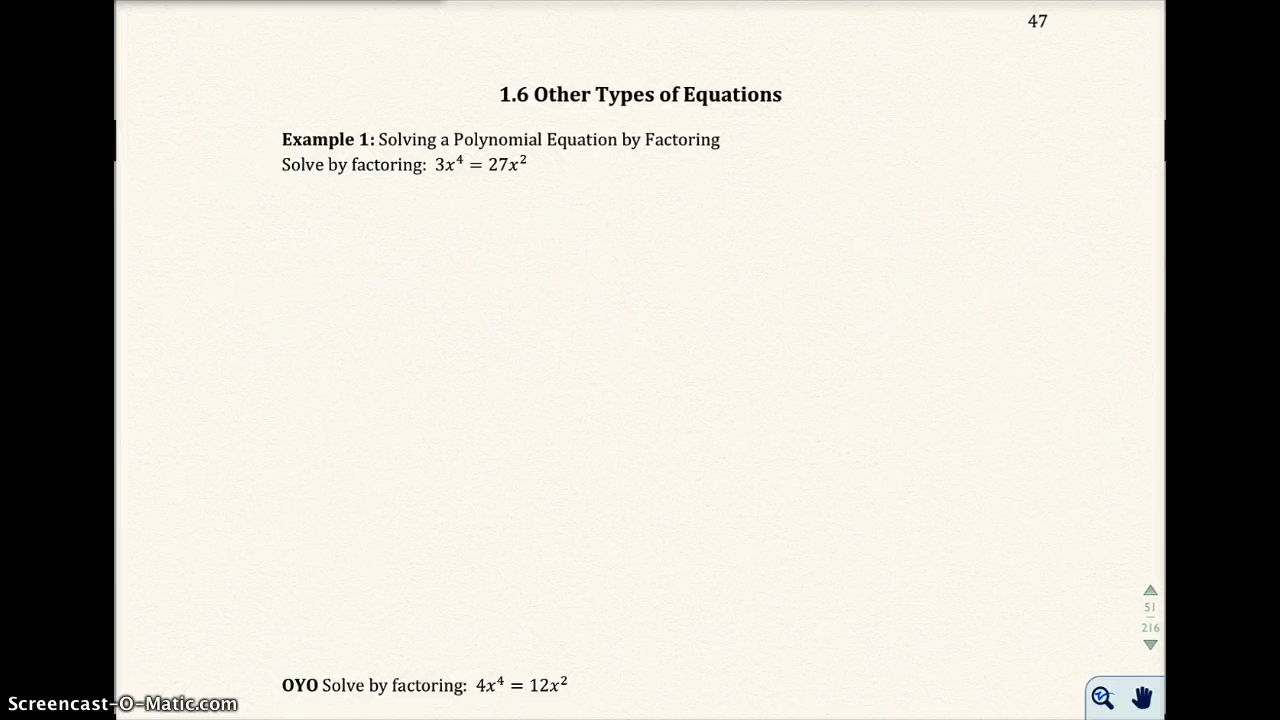 47
1.6 Other Types of Equations
Example 1: Solving a Polynomial Equation by Factoring
Solve by factoring: 3x⁴ = 27x²
51
216
OYO Solve by factoring: 4x⁴ = 12x²
Screencast-O-Matic.com